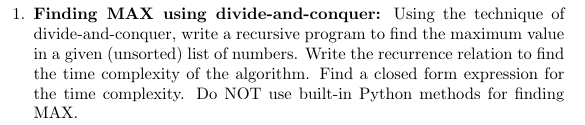 1. Finding MAX using divide-and-conquer: Using the technique of
divide-and-conquer, write a recursive program to find the maximum value
in a given (unsorted) list of numbers. Write the recurrence relation to find
the time complexity of the algorithm. Find a closed form expression for
the time complexity. Do NOT use built-in Python methods for finding
MAX.